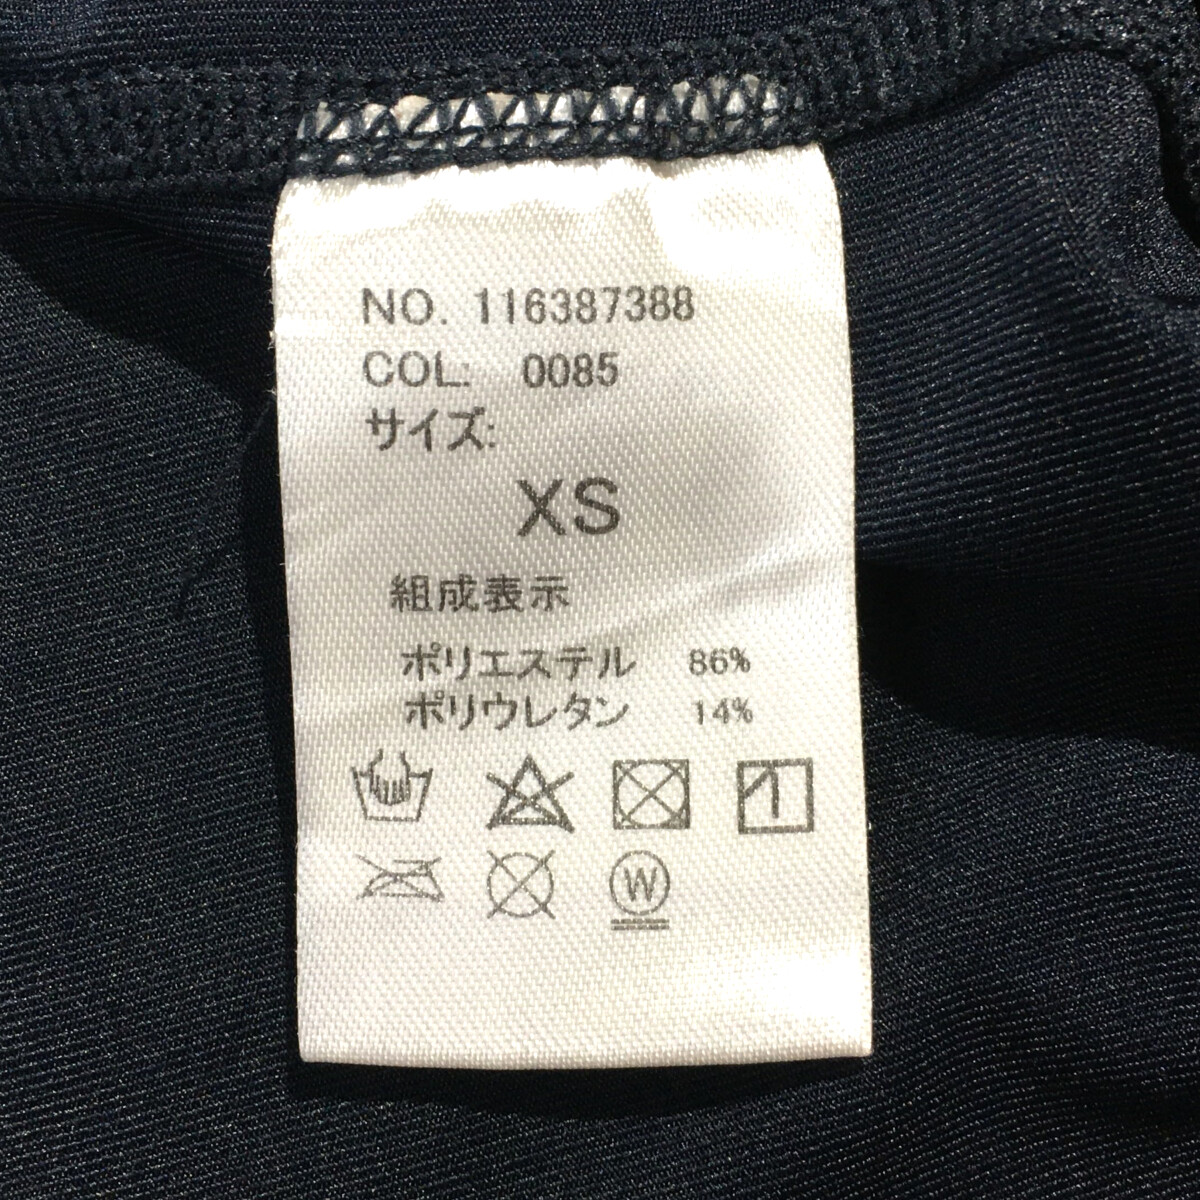 NO. 116387388
COL: 0085
サイズ:
XS
組成表示
ポリエステル 86%
ポリウレタン 14%
W